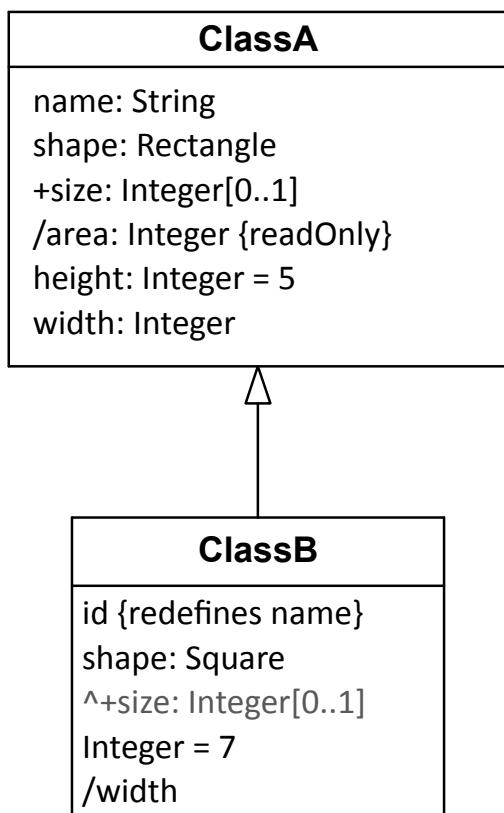 ClassA
name: String
shape: Rectangle
+size: Integer[0..1]
/area: Integer {readOnly}
height: Integer = 5
width: Integer
ClassB
id {redefines name}
shape: Square
^+size: Integer[0..1]
Integer = 7
/width